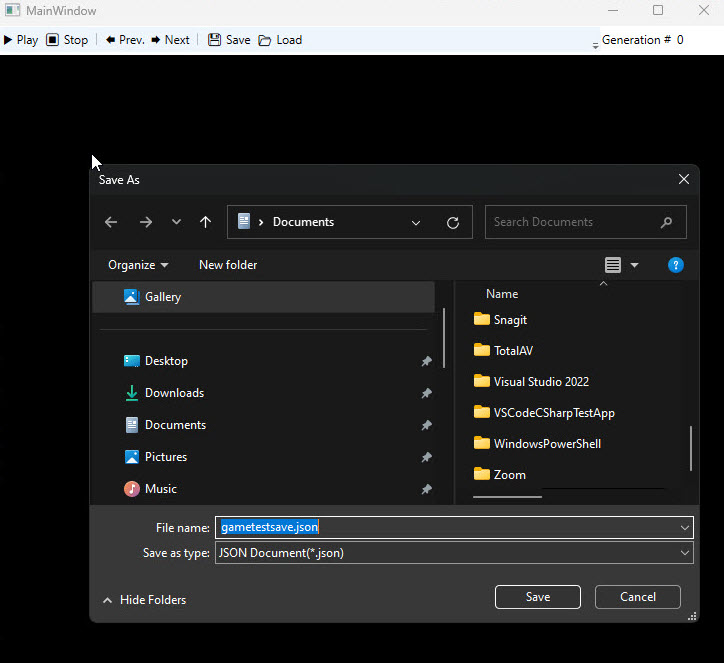 MainWindow
Play Stop Prev. Next Save Load Generation # 0
Save As
Documents Search Documents
Organize New folder ?
Gallery
Desktop
Downloads
Documents
Pictures
Music
Name
Snagit
TotalAV
Visual Studio 2022
VSCodeCSharpTestApp
WindowsPowerShell
Zoom
File name: gametestsave.json
Save as type: JSON Document(*.json)
Hide Folders Save Cancel